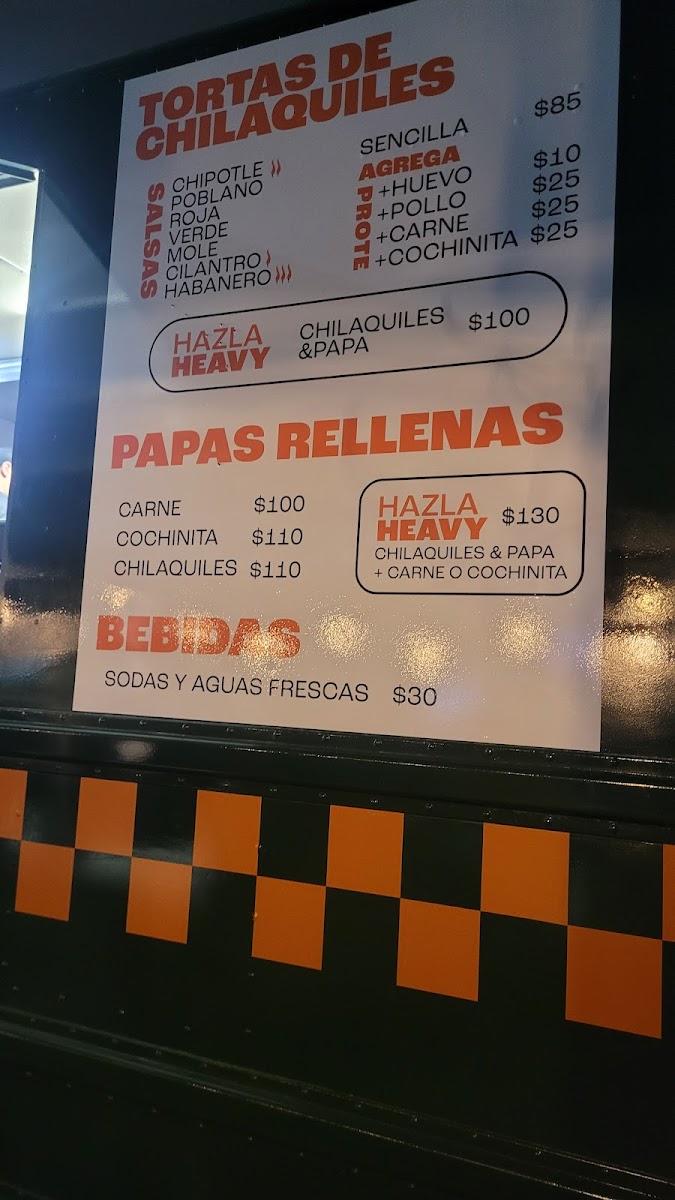 TORTAS DE
CHILAQUILES
SALSAS
CHIPOTLE
POBLANO
ROJA
VERDE
MOLE
CILANTRO
HABANERO
SENCILLA $85
AGREGA
PROTE
+HUEVO $10
+POLLO $25
+CARNE $25
+COCHINITA $25
HAZLA
HEAVY
CHILAQUILES
&PAPA
$100
PAPAS RELLENAS
CARNE $100
COCHINITA $110
CHILAQUILES $110
HAZLA
HEAVY
$130
CHILAQUILES & PAPA
+ CARNE O COCHINITA
BEBIDAS
SODAS Y AGUAS FRESCAS $30